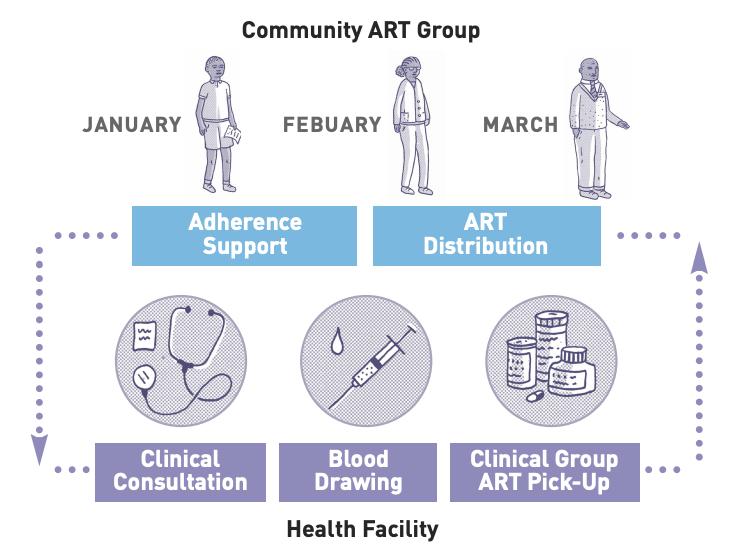 Community ART Group
JANUARY
FEBUARY
MARCH
Adherence
Support
ART
Distribution
Clinical
Consultation
Blood
Drawing
Clinical Group
ART Pick-Up
Health Facility